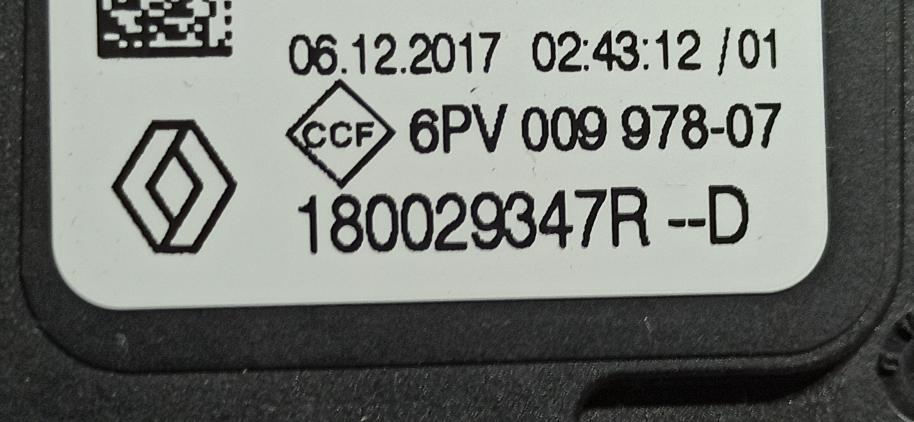 06.12.2017 02:43:12 /01
CCF 6PV 009 978-07
180029347R --D